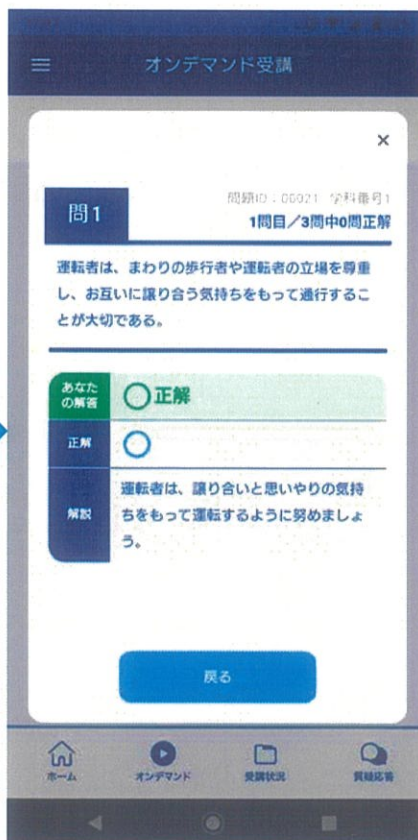 オンデマンド受講
×
問1
問題ID：06021 学科番号1
1問目／3問中0問正解
運転者は、まわりの歩行者や運転者の立場を尊重
し、お互いに譲り合う気持ちをもって通行するこ
とが大切である。
あなた
の解答
○正解
正解
○
解説
運転者は、譲り合いと思いやりの気持
ちをもって運転するように努めましょ
う。
戻る
ホーム
オンデマンド
受講状況
質疑応答